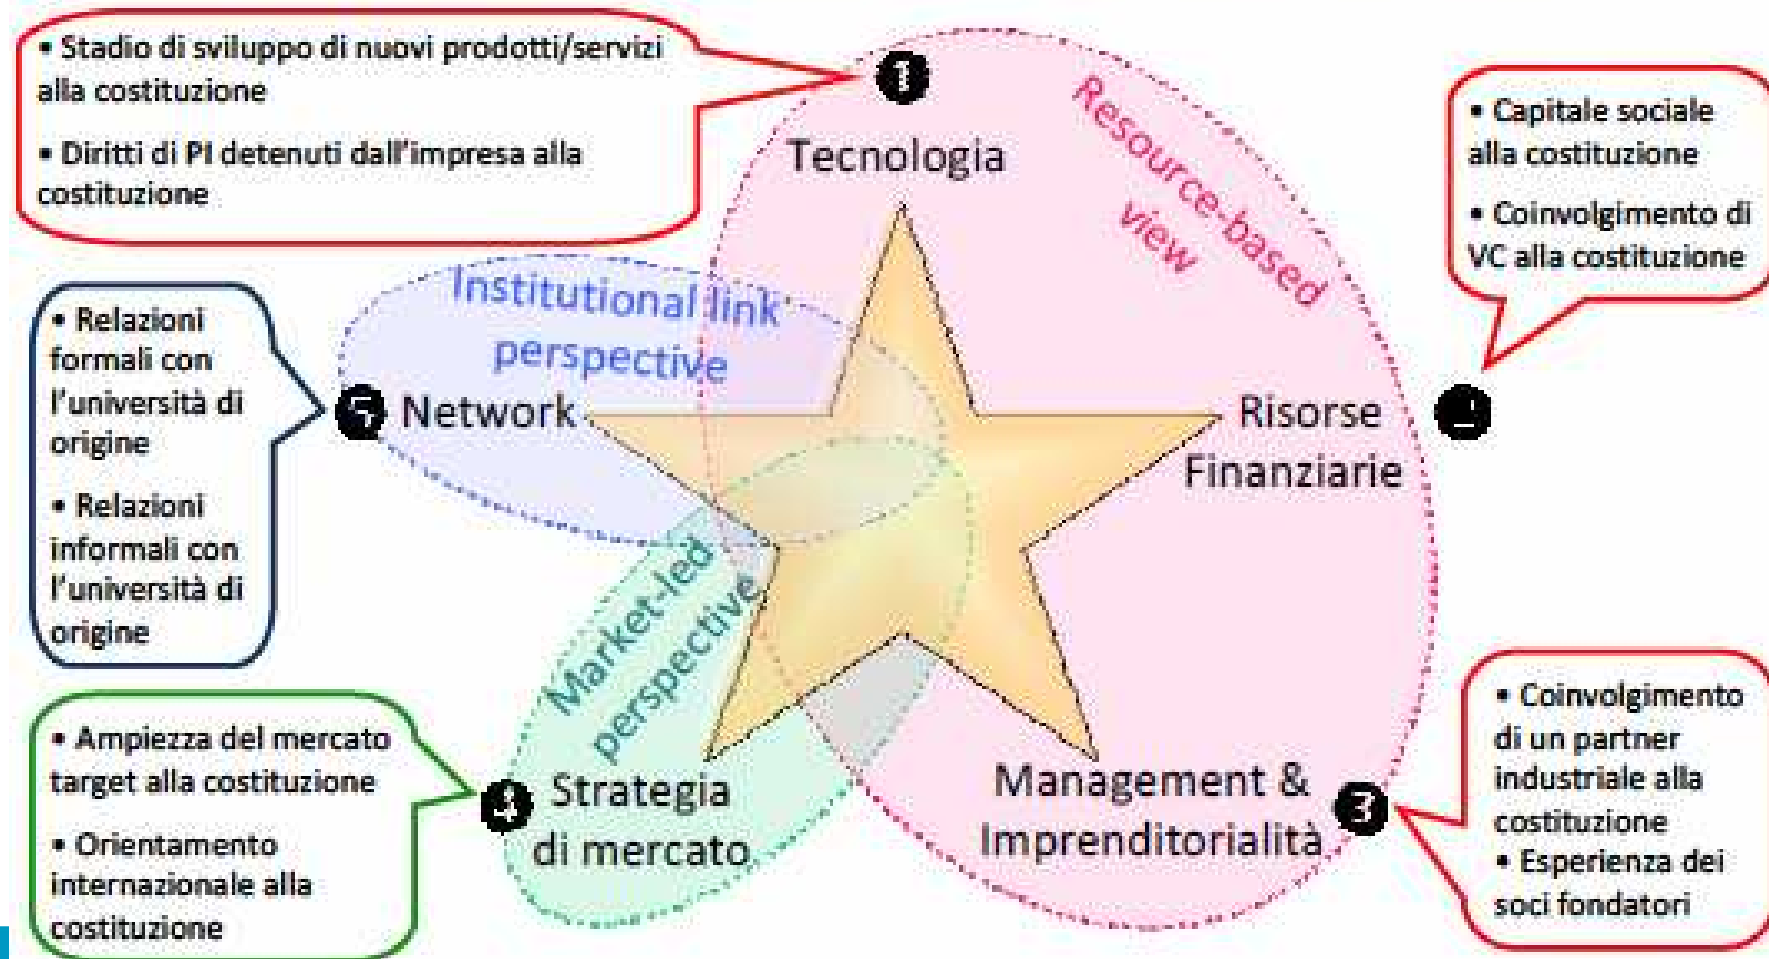 • Stadio di sviluppo di nuovi prodotti/servizi
alla costituzione
• Diritti di PI detenuti dall'impresa alla
costituzione
1
Tecnologia
Resource-based
view
• Capitale sociale
alla costituzione
• Coinvolgimento di
VC alla costituzione
Institutional link
perspective
• Relazioni
formali con
l'università di
origine
• Relazioni
informali con
l'università di
origine
5
Network
Risorse
Finanziarie
2
Market-led
perspective
• Ampiezza del mercato
target alla costituzione
• Orientamento
internazionale alla
costituzione
4
Strategia
di mercato
Management &
Imprenditorialità
3
• Coinvolgimento
di un partner
industriale alla
costituzione
• Esperienza dei
soci fondatori